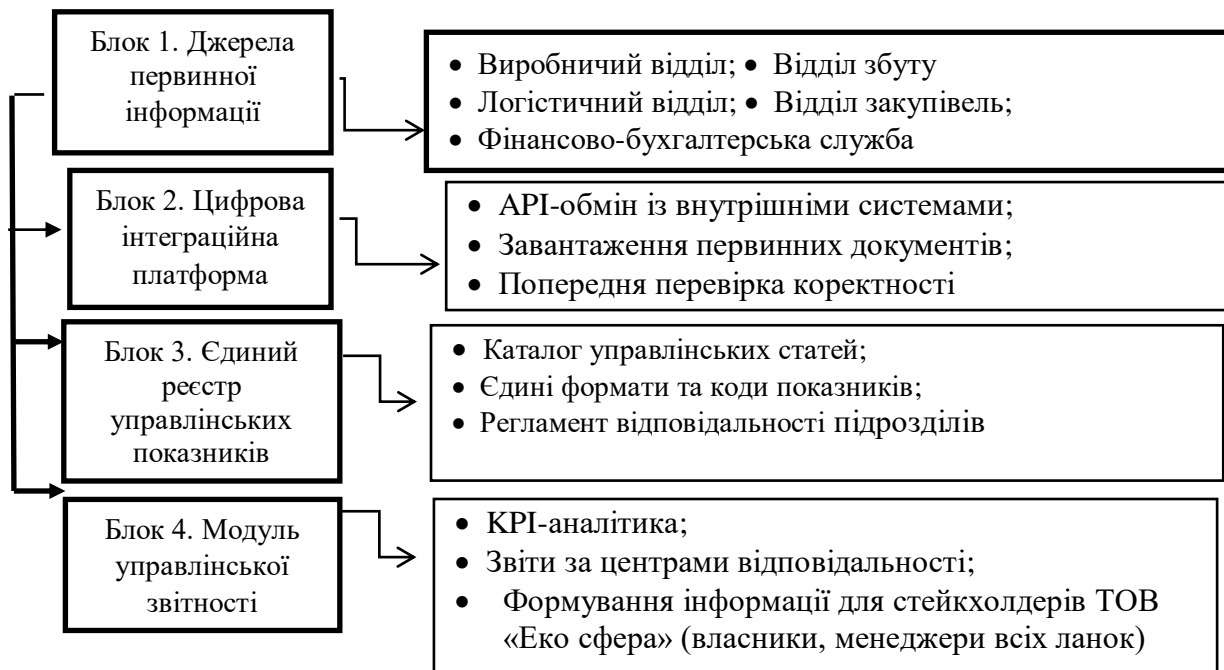 Блок 1. Джерела
первинної
інформації
• Виробничий відділ; • Відділ збуту
• Логістичний відділ; • Відділ закупівель;
• Фінансово-бухгалтерська служба
Блок 2. Цифрова
інтеграційна
платформа
• API-обмін із внутрішніми системами;
• Завантаження первинних документів;
• Попередня перевірка коректності
Блок 3. Єдиний
реєстр
управлінських
показників
• Каталог управлінських статей;
• Єдині формати та коди показників;
• Регламент відповідальності підрозділів
Блок 4. Модуль
управлінської
звітності
• KPI-аналітика;
• Звіти за центрами відповідальності;
• Формування інформації для стейкхолдерів ТОВ
«Еко сфера» (власники, менеджери всіх ланок)